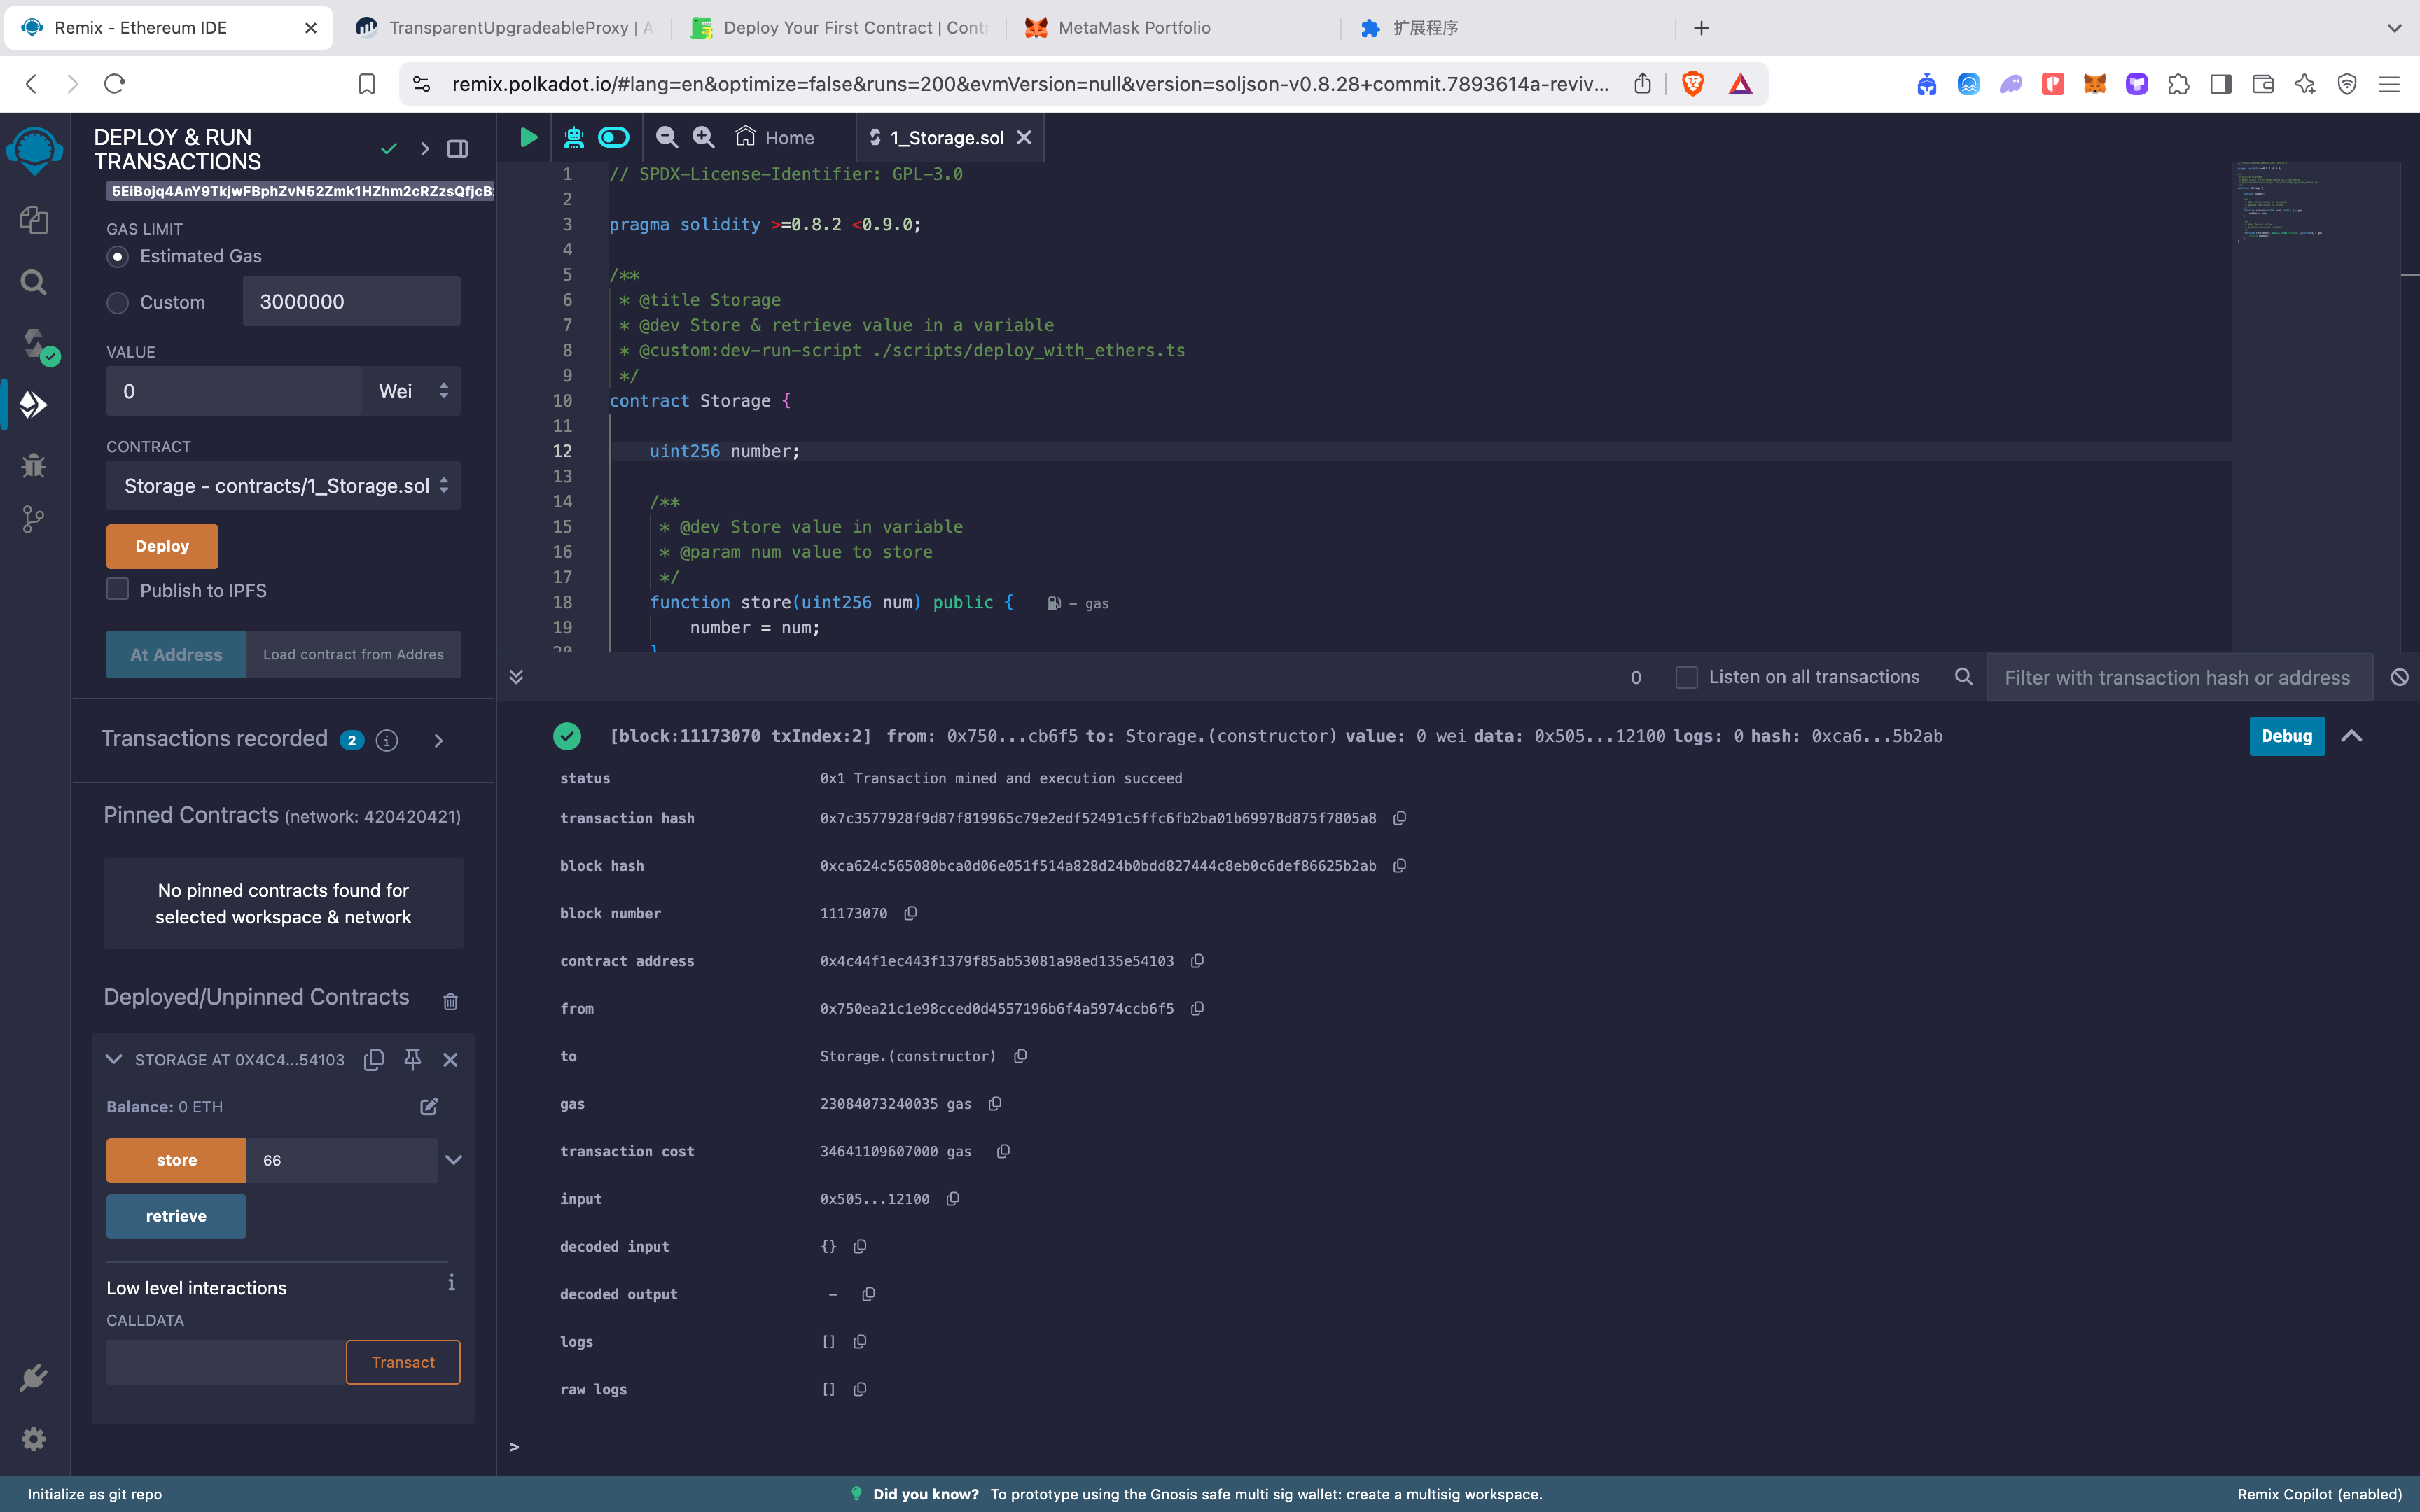 Remix - Ethereum IDE
TransparentUpgradeableProxy | A
Deploy Your First Contract | Contr
MetaMask Portfolio
扩展程序
remix.polkadot.io/#lang=en&optimize=false&runs=200&evmVersion=null&version=soljson-v0.8.28+commit.7893614a-reviv...
DEPLOY & RUN
TRANSACTIONS
5EiBojq4AnY9TkjwFBphZvN52Zmk1HZhm2cRZzsQfjcB
GAS LIMIT
Estimated Gas
Custom
3000000
VALUE
0
Wei
CONTRACT
Storage - contracts/1_Storage.sol
Deploy
Publish to IPFS
At Address
Load contract from Addres
Transactions recorded 2 i
Pinned Contracts (network: 420420421)
No pinned contracts found for
selected workspace & network
Deployed/Unpinned Contracts
STORAGE AT 0X4C4...54103
Balance: 0 ETH
store
66
retrieve
Low level interactions
i
CALLDATA
Transact
Home
1_Storage.sol
1 // SPDX-License-Identifier: GPL-3.0
2
3 pragma solidity >=0.8.2 <0.9.0;
4
5 /**
6 * @title Storage
7 * @dev Store & retrieve value in a variable
8 * @custom:dev-run-script ./scripts/deploy_with_ethers.ts
9 */
10 contract Storage {
11
12 uint256 number;
13
14 /**
15 * @dev Store value in variable
16 * @param num value to store
17 */
18 function store(uint256 num) public { - gas
19 number = num;
20 }
0
Listen on all transactions
Filter with transaction hash or address
[block:11173070 txIndex:2] from: 0x750...cb6f5 to: Storage.(constructor) value: 0 wei data: 0x505...12100 logs: 0 hash: 0xca6...5b2ab
Debug
status 0x1 Transaction mined and execution succeed
transaction hash 0x7c3577928f9d87f819965c79e2edf52491c5ffc6fb2ba01b69978d875f7805a8
block hash 0xca624c565080bca0d06e051f514a828d24b0bdd827444c8eb0c6def86625b2ab
block number 11173070
contract address 0x4c44f1ec443f1379f85ab53081a98ed135e54103
from 0x750ea21c1e98cced0d4557196b6f4a5974ccb6f5
to Storage.(constructor)
gas 23084073240035 gas
transaction cost 34641109607000 gas
input 0x505...12100
decoded input {}
decoded output -
logs []
raw logs []
>
Initialize as git repo
Did you know? To prototype using the Gnosis safe multi sig wallet: create a multisig workspace.
Remix Copilot (enabled)